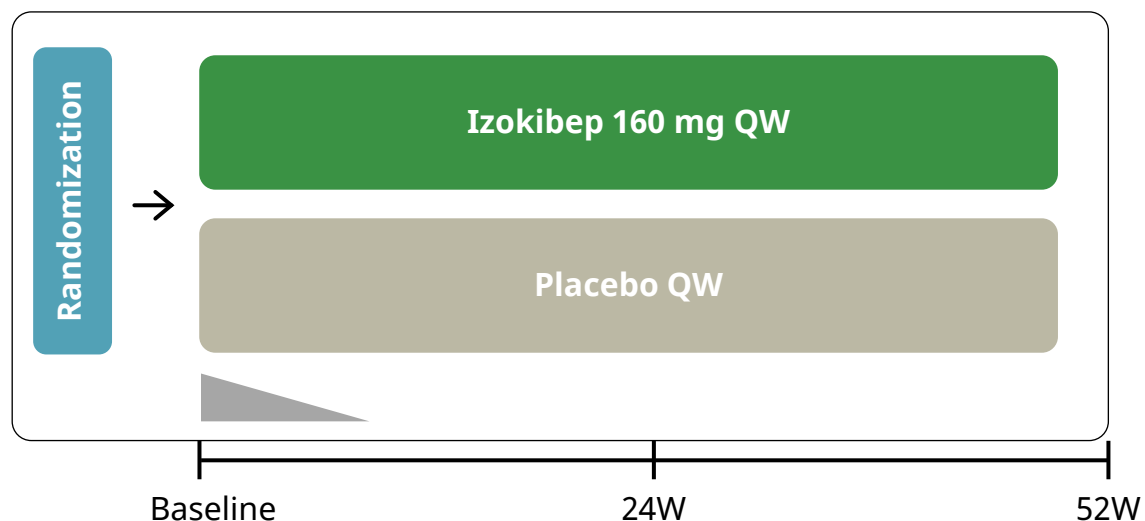 Randomization
Izokibep 160 mg QW
Placebo QW
Baseline
24W
52W